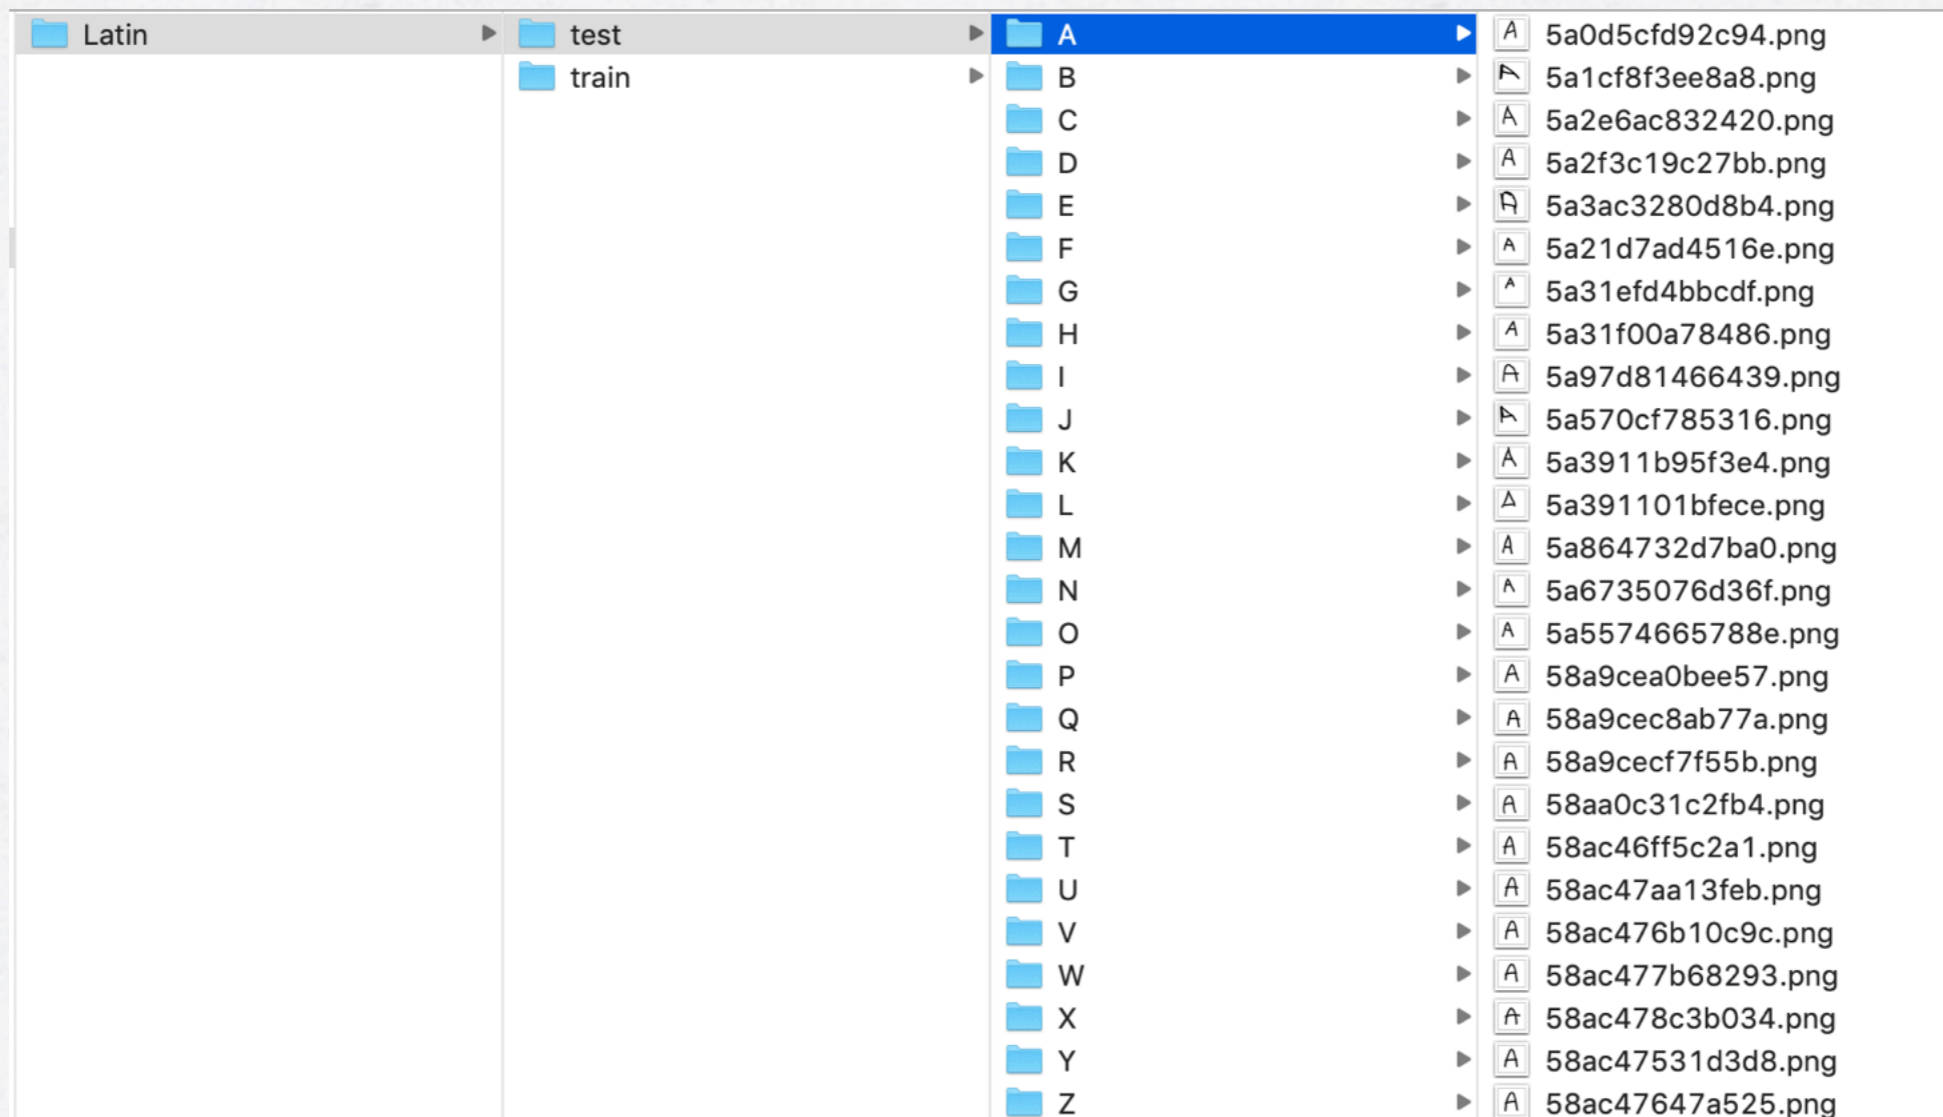 Latin
test
train
A
B
C
D
E
F
G
H
I
J
K
L
M
N
O
P
Q
R
S
T
U
V
W
X
Y
Z
5a0d5cfd92c94.png
5a1cf8f3ee8a8.png
5a2e6ac832420.png
5a2f3c19c27bb.png
5a3ac3280d8b4.png
5a21d7ad4516e.png
5a31efd4bbcdf.png
5a31f00a78486.png
5a97d81466439.png
5a570cf785316.png
5a3911b95f3e4.png
5a391101bfece.png
5a864732d7ba0.png
5a6735076d36f.png
5a5574665788e.png
58a9cea0bee57.png
58a9cec8ab77a.png
58a9cecf7f55b.png
58aa0c31c2fb4.png
58ac46ff5c2a1.png
58ac47aa13feb.png
58ac476b10c9c.png
58ac477b68293.png
58ac478c3b034.png
58ac47531d3d8.png
58ac47647a525.png